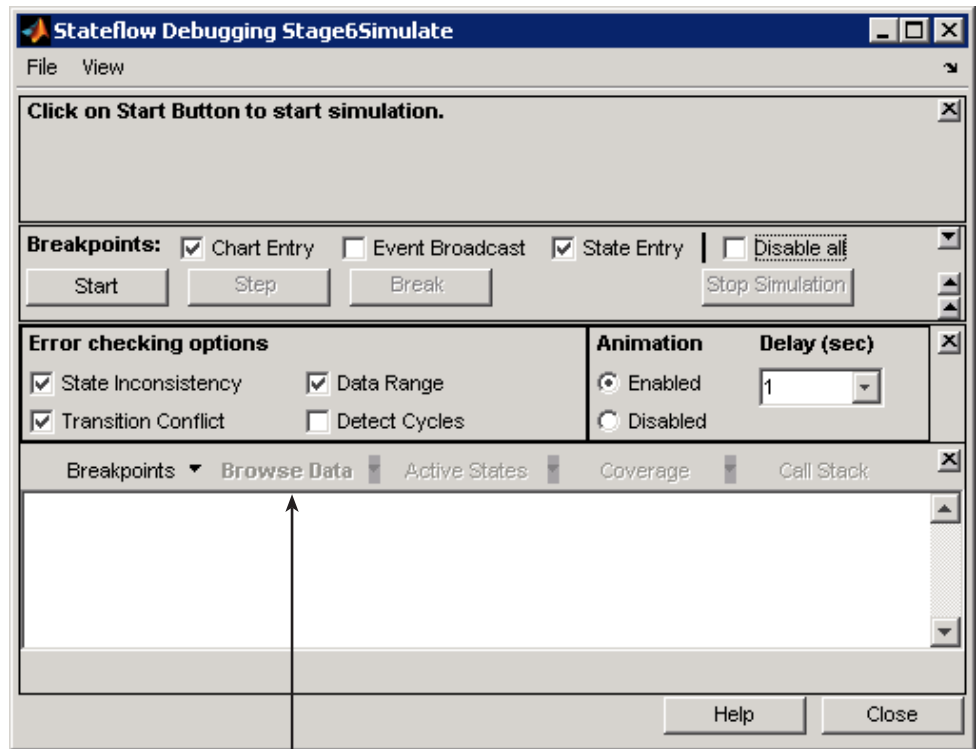 Stateflow Debugging Stage6Simulate
File View
Click on Start Button to start simulation.
Breakpoints: Chart Entry Event Broadcast State Entry Disable all
Start Step Break Stop Simulation
Error checking options Animation Delay (sec)
State Inconsistency Data Range Enabled 1
Transition Conflict Detect Cycles Disabled
Breakpoints Browse Data Active States Coverage Call Stack
Help Close